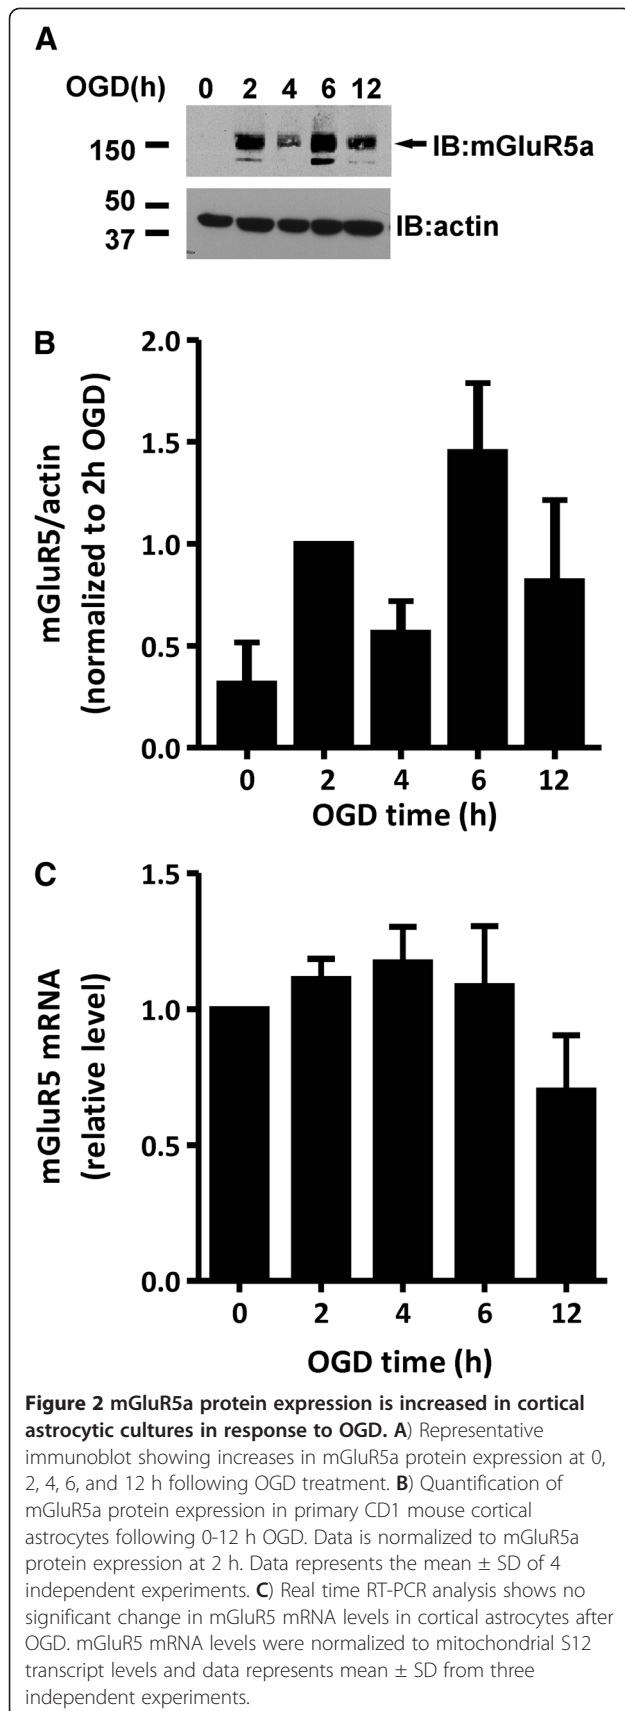 A
OGD(h) 0 2 4 6 12
150
IB:mGluR5a
50
37
IB:actin
B
mGluR5/actin
(normalized to 2h OGD)
2.0
1.5
1.0
0.5
0.0
0 2 4 6 12
OGD time (h)
C
mGluR5 mRNA
(relative level)
1.5
1.0
0.5
0.0
0 2 4 6 12
OGD time (h)
Figure 2 mGluR5a protein expression is increased in cortical
astrocytic cultures in response to OGD. A) Representative
immunoblot showing increases in mGluR5a protein expression at 0,
2, 4, 6, and 12 h following OGD treatment. B) Quantification of
mGluR5a protein expression in primary CD1 mouse cortical
astrocytes following 0-12 h OGD. Data is normalized to mGluR5a
protein expression at 2 h. Data represents the mean ± SD of 4
independent experiments. C) Real time RT-PCR analysis shows no
significant change in mGluR5 mRNA levels in cortical astrocytes after
OGD. mGluR5 mRNA levels were normalized to mitochondrial S12
transcript levels and data represents mean ± SD from three
independent experiments.